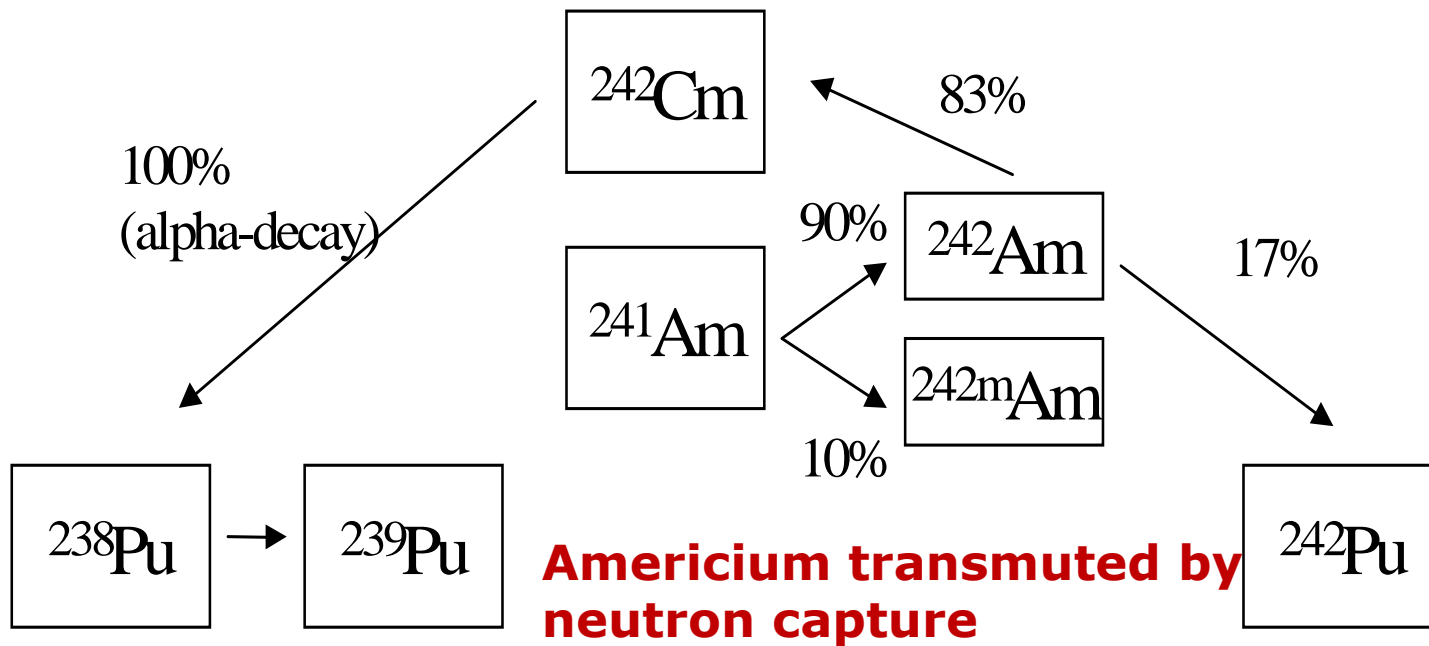 ²⁴²Cm
83%
100%
(alpha-decay)
90%
²⁴²Am
17%
²⁴¹Am
²⁴²ᵐAm
10%
²³⁸Pu
²³⁹Pu
Americium transmuted by
neutron capture
²⁴²Pu